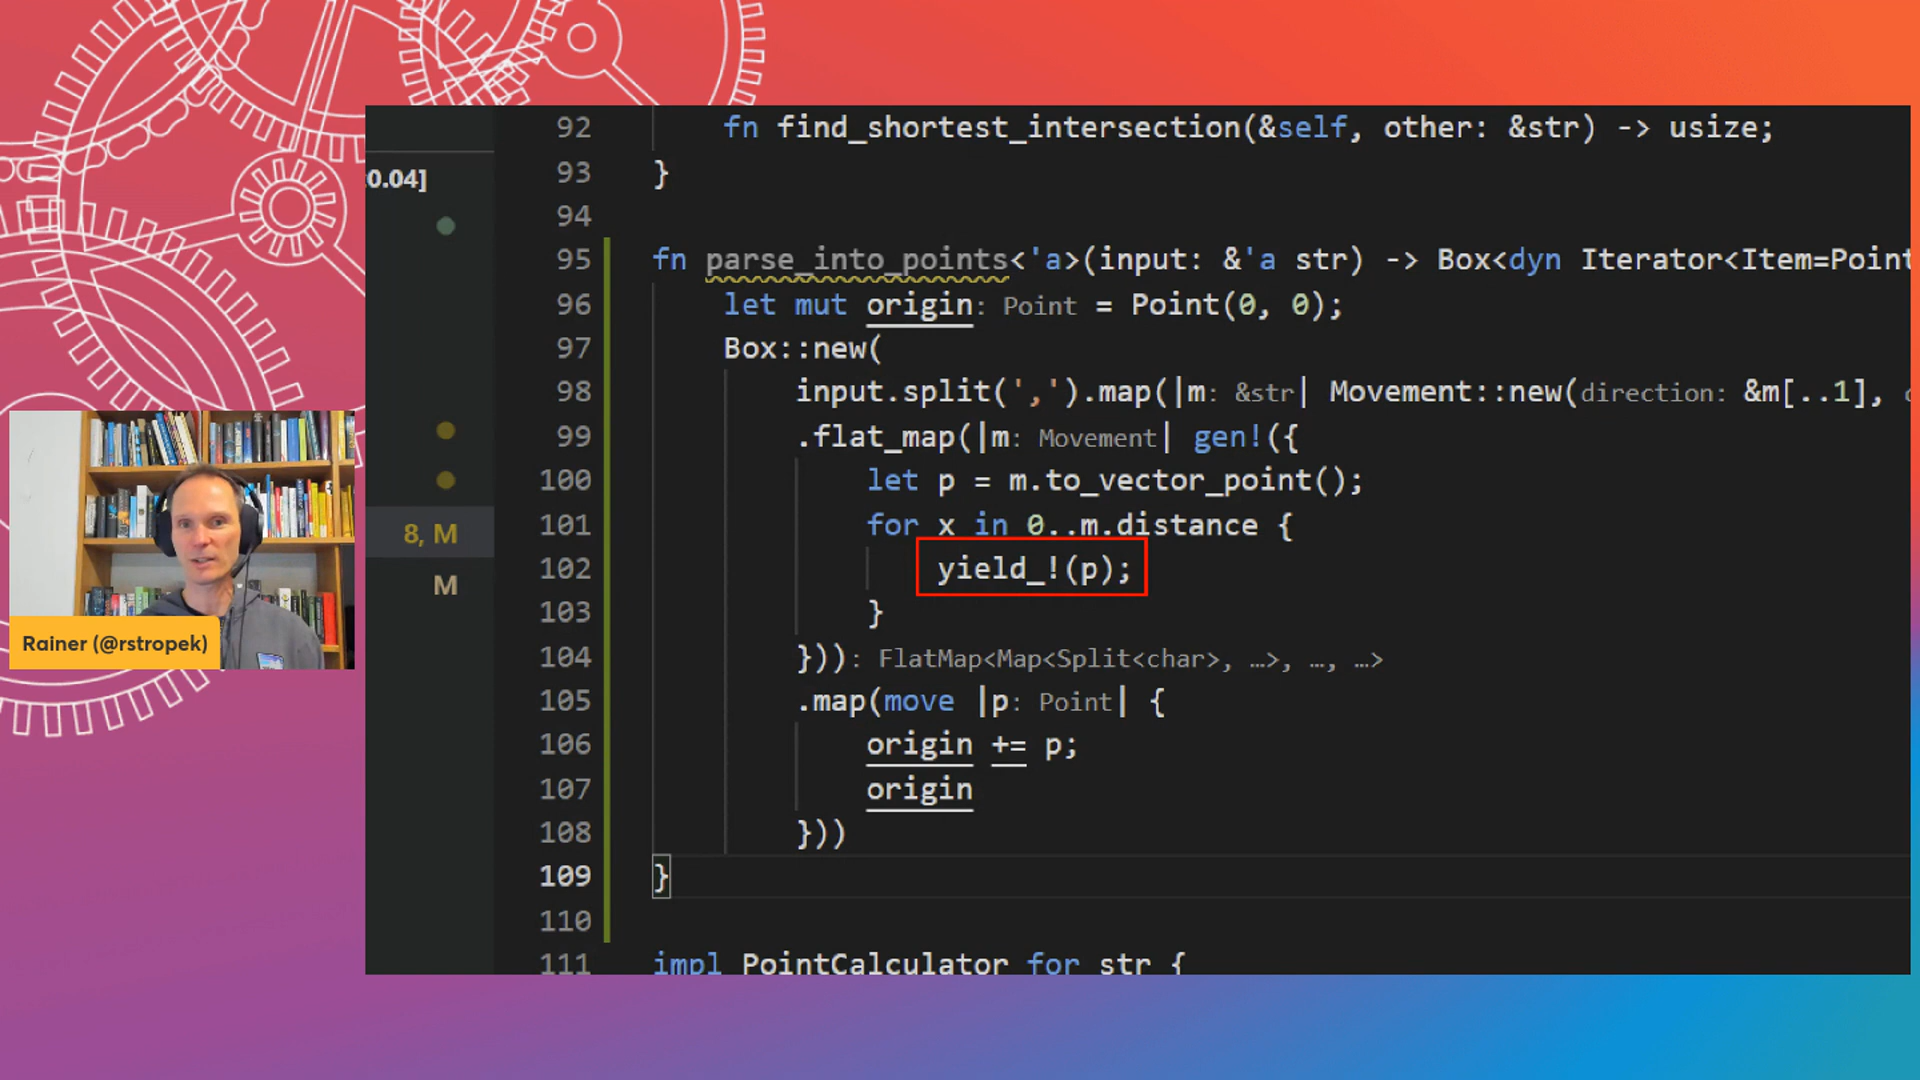 92 fn find_shortest_intersection(&self, other: &str) -> usize;
93 }
94
95 fn parse_into_points<'a>(input: &'a str) -> Box<dyn Iterator<Item=Point
96 let mut origin: Point = Point(0, 0);
97 Box::new(
98 input.split(',').map(|m: &str| Movement::new(direction: &m[..1],
99 .flat_map(|m: Movement| gen!({
100 let p = m.to_vector_point();
101 for x in 0..m.distance {
102 yield_!(p);
103 }
104 })): FlatMap<Map<Split<char>, …>, …, …>
105 .map(move |p: Point| {
106 origin += p;
107 origin
108 }))
109 }
110
111 impl PointCalculator for str {
0.04]
8, M
M
Rainer (@rstropek)